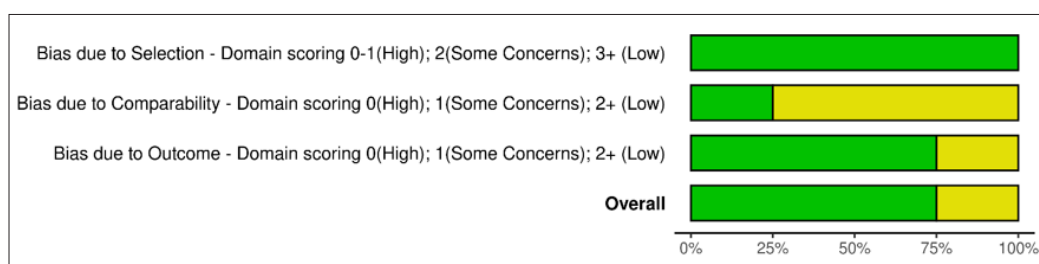 Bias due to Selection - Domain scoring 0-1(High); 2(Some Concerns); 3+ (Low)
Bias due to Comparability - Domain scoring 0(High); 1(Some Concerns); 2+ (Low)
Bias due to Outcome - Domain scoring 0(High); 1(Some Concerns); 2+ (Low)
Overall
0% 25% 50% 75% 100%